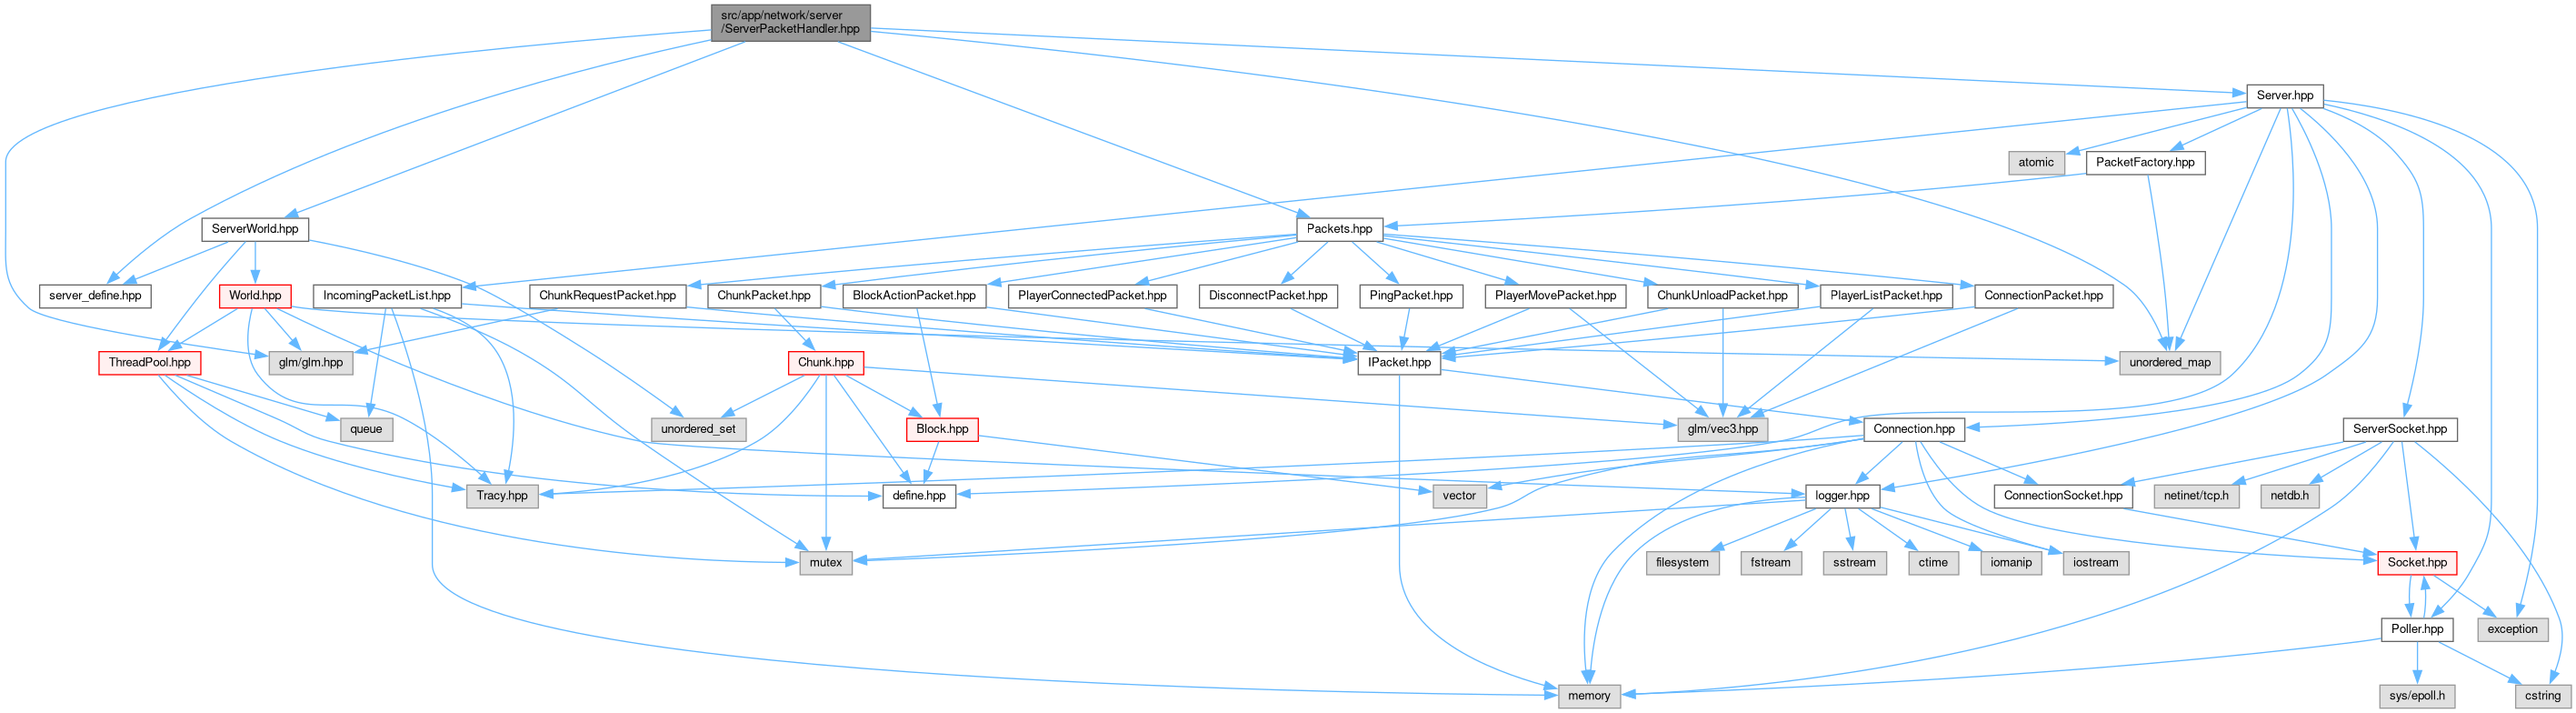 src/app/network/server
/ServerPacketHandler.hpp
Server.hpp
atomic
PacketFactory.hpp
ServerWorld.hpp
Packets.hpp
server_define.hpp
World.hpp
IncomingPacketList.hpp
ChunkRequestPacket.hpp
ChunkPacket.hpp
BlockActionPacket.hpp
PlayerConnectedPacket.hpp
DisconnectPacket.hpp
PingPacket.hpp
PlayerMovePacket.hpp
ChunkUnloadPacket.hpp
PlayerListPacket.hpp
ConnectionPacket.hpp
ThreadPool.hpp
glm/glm.hpp
Chunk.hpp
IPacket.hpp
unordered_map
queue
unordered_set
Block.hpp
glm/vec3.hpp
Connection.hpp
ServerSocket.hpp
Tracy.hpp
define.hpp
vector
logger.hpp
ConnectionSocket.hpp
netinet/tcp.h
netdb.h
mutex
filesystem
fstream
sstream
ctime
iomanip
iostream
Socket.hpp
Poller.hpp
exception
memory
sys/epoll.h
cstring